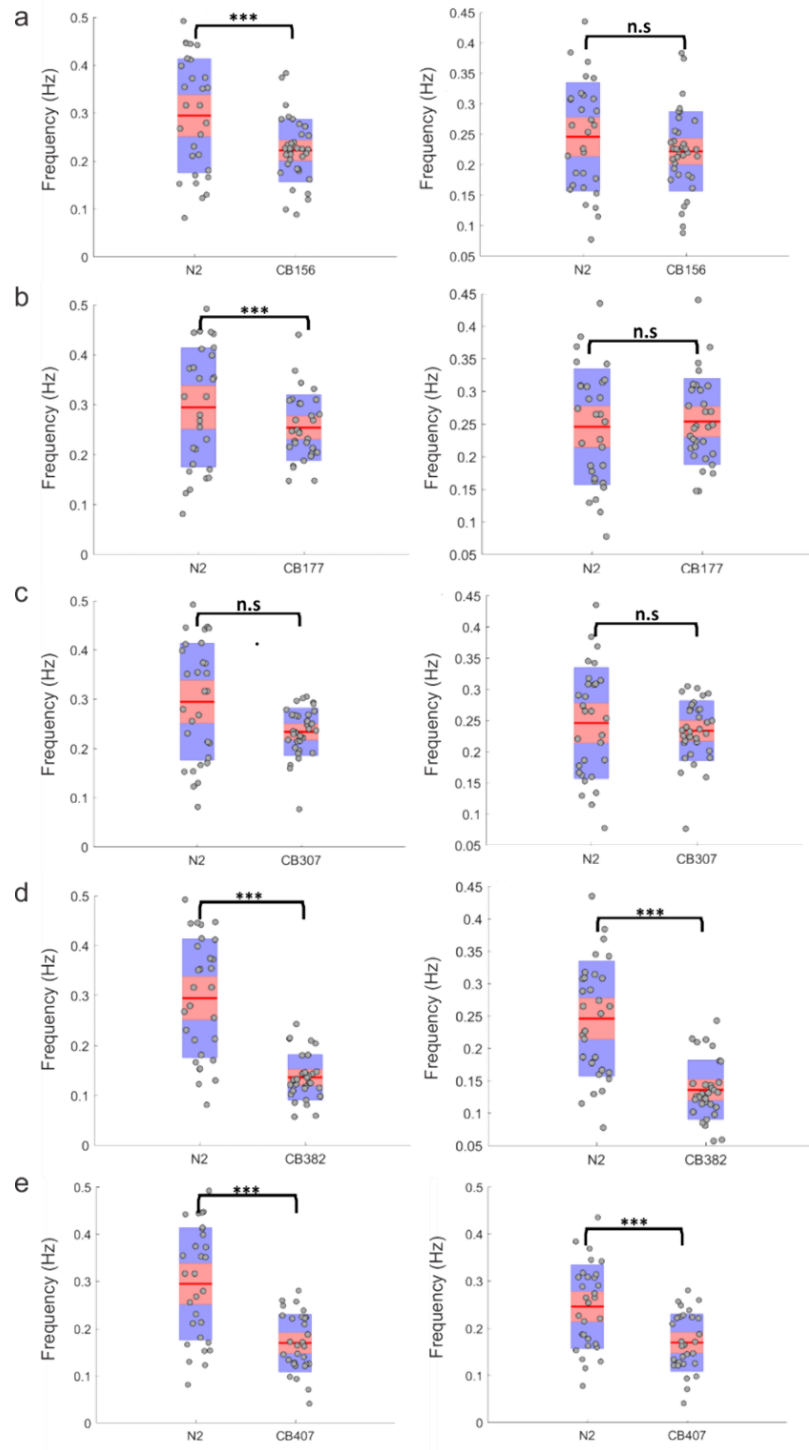 a
*** n.s
Frequency (Hz) Frequency (Hz)
0.5 0.45
0.4 0.4
0.35
0.3 0.3
0.25
0.2 0.2
0.15
0.1 0.1
0 0.05
N2 CB156 N2 CB156
b
*** n.s
Frequency (Hz) Frequency (Hz)
0.5 0.45
0.4 0.4
0.35
0.3 0.3
0.25
0.2 0.2
0.15
0.1 0.1
0 0.05
N2 CB177 N2 CB177
c
n.s n.s
Frequency (Hz) Frequency (Hz)
0.5 0.45
0.4 0.4
0.35
0.3 0.3
0.25
0.2 0.2
0.15
0.1 0.1
0 0.05
N2 CB307 N2 CB307
d
*** ***
Frequency (Hz) Frequency (Hz)
0.5 0.45
0.4 0.4
0.35
0.3 0.3
0.25
0.2 0.2
0.15
0.1 0.1
0 0.05
N2 CB382 N2 CB382
e
*** ***
Frequency (Hz) Frequency (Hz)
0.5 0.5
0.4 0.4
0.3 0.3
0.2 0.2
0.1 0.1
0 0
N2 CB407 N2 CB407